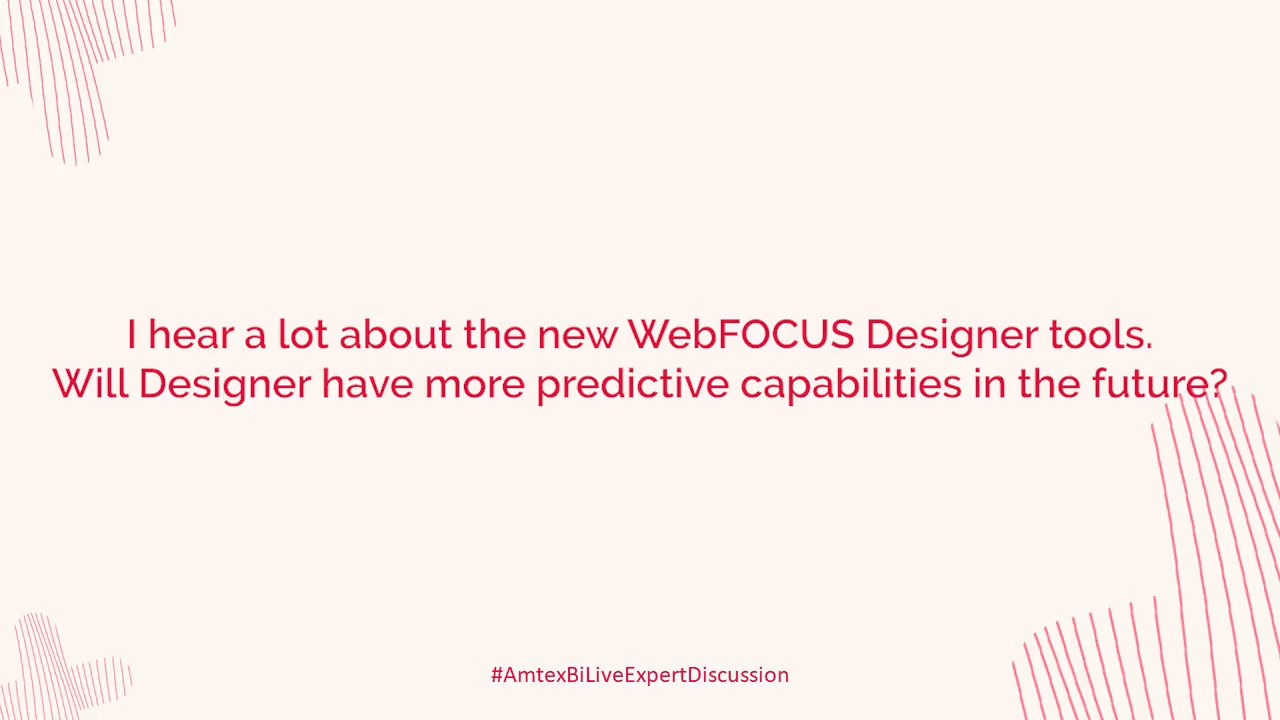 I hear a lot about the new WebFOCUS Designer tools.
Will Designer have more predictive capabilities in the future?
#AmtexBiLiveExpertDiscussion